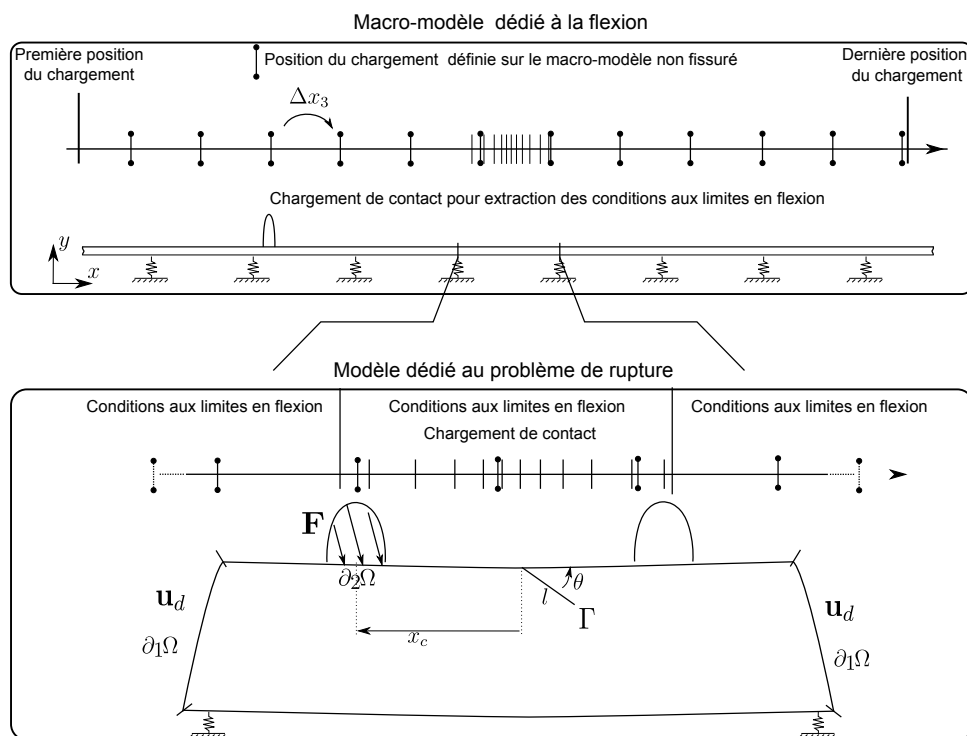 Macro-modèle dédié à la flexion
Première position
du chargement
Position du chargement définie sur le macro-modèle non fissuré
Dernière position
du chargement
Δx₃
Chargement de contact pour extraction des conditions aux limites en flexion
y
x
Modèle dédié au problème de rupture
Conditions aux limites en flexion
Conditions aux limites en flexion
Chargement de contact
Conditions aux limites en flexion
F
∂₂Ω
θ
l
Γ
u_d
∂₁Ω
x_c
u_d
∂₁Ω